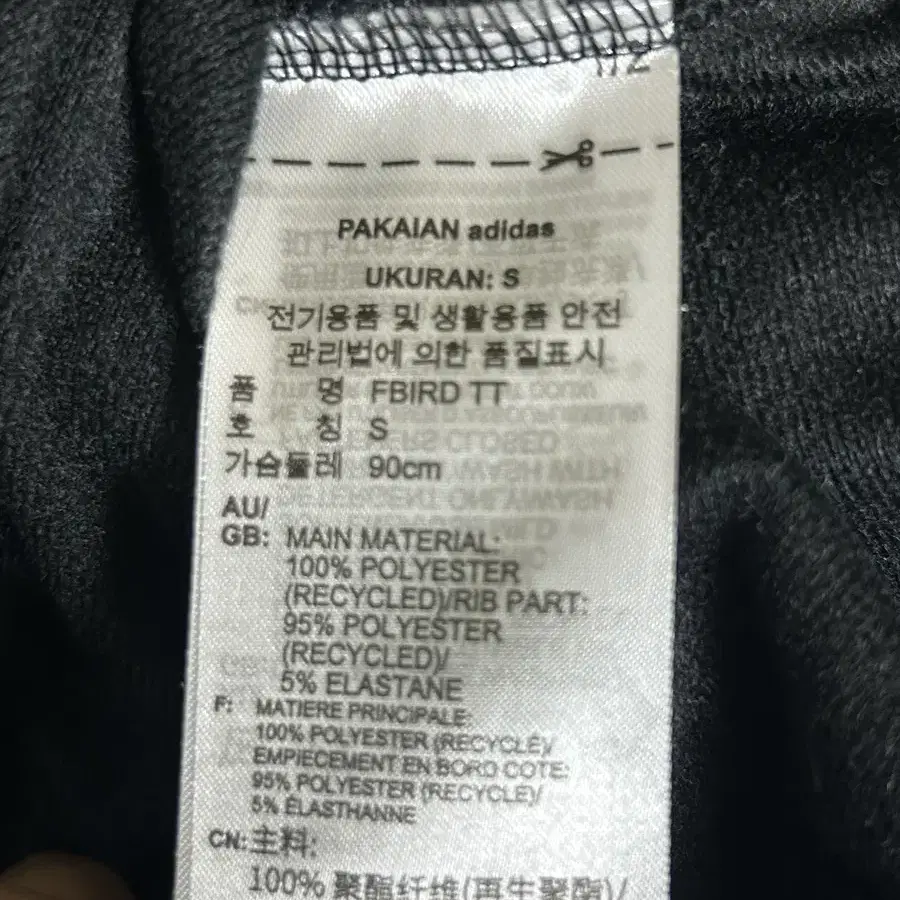 PAKAIAN adidas
UKURAN: S
전기용품 및 생활용품 안전
관리법에 의한 품질표시
품 명 FBIRD TT
호 칭 S
가슴둘레 90cm
AU/
GB: MAIN MATERIAL:
100% POLYESTER
(RECYCLED)/RIB PART:
95% POLYESTER
(RECYCLED)/
5% ELASTANE
F: MATIERE PRINCIPALE:
100% POLYESTER (RECYCLÉ)/
EMPIECEMENT EN BORD COTE:
95% POLYESTER (RECYCLÉ)/
5% ÉLASTHANNE
CN: 主料:
100% 聚酯纤维(再生聚酯)/